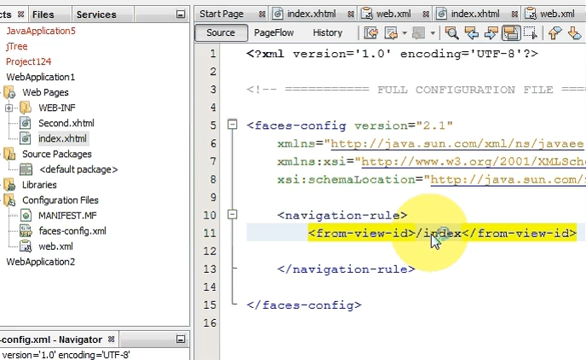 cts Files Services
JavaApplication5
jTree
Project124
WebApplication1
Web Pages
WEB-INF
Second.xhtml
index.xhtml
Source Packages
<default package>
Libraries
Configuration Files
MANIFEST.MF
faces-config.xml
web.xml
WebApplication2
-config.xml - Navigator
version='1.0' encoding='UTF-8'
Start Page index.xhtml web.xml index.xhtml web.xml
Source PageFlow History
1 <?xml version='1.0' encoding='UTF-8'?>
2
3 <!-- =========== FULL CONFIGURATION FILE ====
4
5 <faces-config version="2.1"
6 xmlns="http://java.sun.com/xml/ns/javaee
7 xmlns:xsi="http://www.w3.org/2001/XMLSche
8 xsi:schemaLocation="http://java.sun.com/
9
10 <navigation-rule>
11 <from-view-id>/index</from-view-id>
12
13 </navigation-rule>
14
15 </faces-config>
16